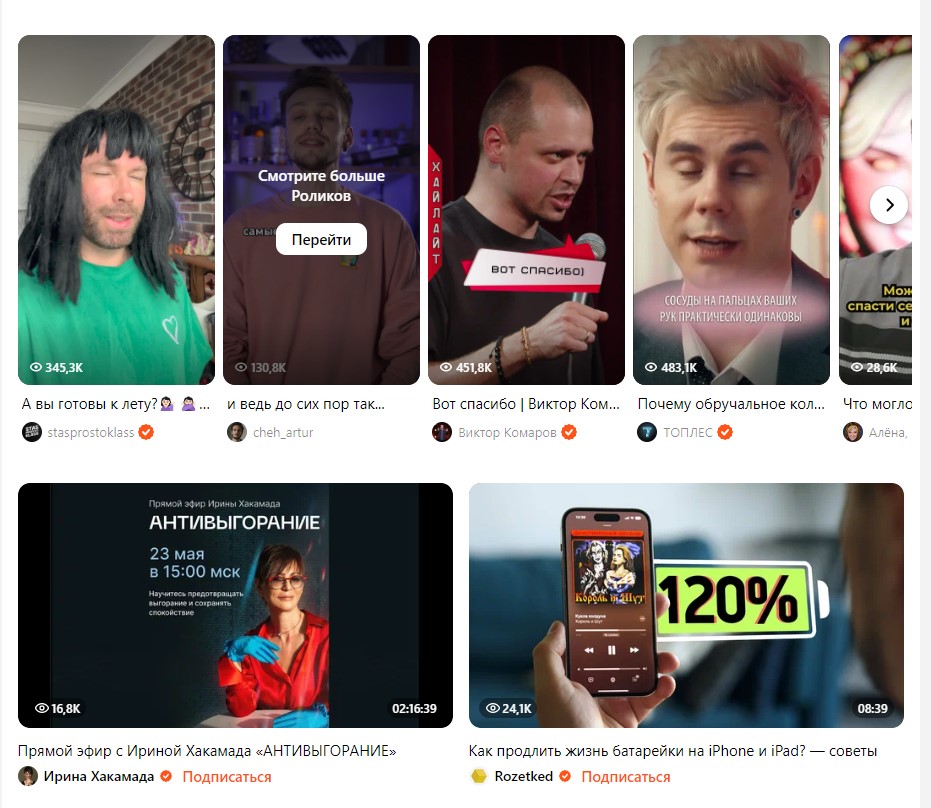 Смотрите больше
Роликов
самы
Перейти
ХАЙЛАЙТ
ВОТ СПАСИБО)
СОСУДЫ НА ПАЛЬЦАХ ВАШИХ
РУК ПРАКТИЧЕСКИ ОДИНАКОВЫ
Мож
спасти се
и
345,3K
130,8K
451,8K
483,1K
28,6K
А вы готовы к лету?🤷🏻‍♀️ 🙇🏻‍♀️ ...
и ведь до сих пор так...
Вот спасибо | Виктор Ком...
Почему обручальное кол...
Что могло
stasprostoklass
cheh_artur
Виктор Комаров
ТОПЛЕС
Алёна,
Прямой эфир Ирины Хакамада
АНТИВЫГОРАНИЕ
23 мая
в 15:00 мск
Научитесь предотвращать
выгорание и сохранять
спокойствие
16,8K
02:16:39
Король и Шут
Кукла колдуна
Король и Шут
120%
24,1K
08:39
Прямой эфир с Ириной Хакамада «АНТИВЫГОРАНИЕ»
Ирина Хакамада Подписаться
Как продлить жизнь батарейки на iPhone и iPad? — советы
Rozetked Подписаться